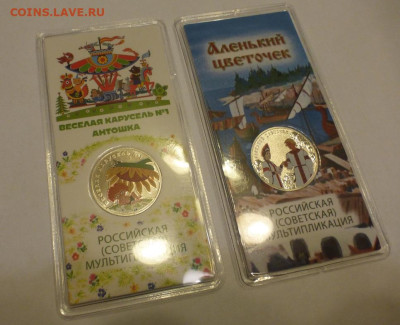 COINS.LAVE.RU
ВЕСЕЛАЯ КАРУСЕЛЬ №1
АНТОШКА
РОССИЙСКАЯ
(СОВЕТСКАЯ)
МУЛЬТИПЛИКАЦИЯ
Аленький
цветочек
РОССИЙСКАЯ
(СОВЕТСКАЯ)
МУЛЬТИПЛИКАЦИЯ